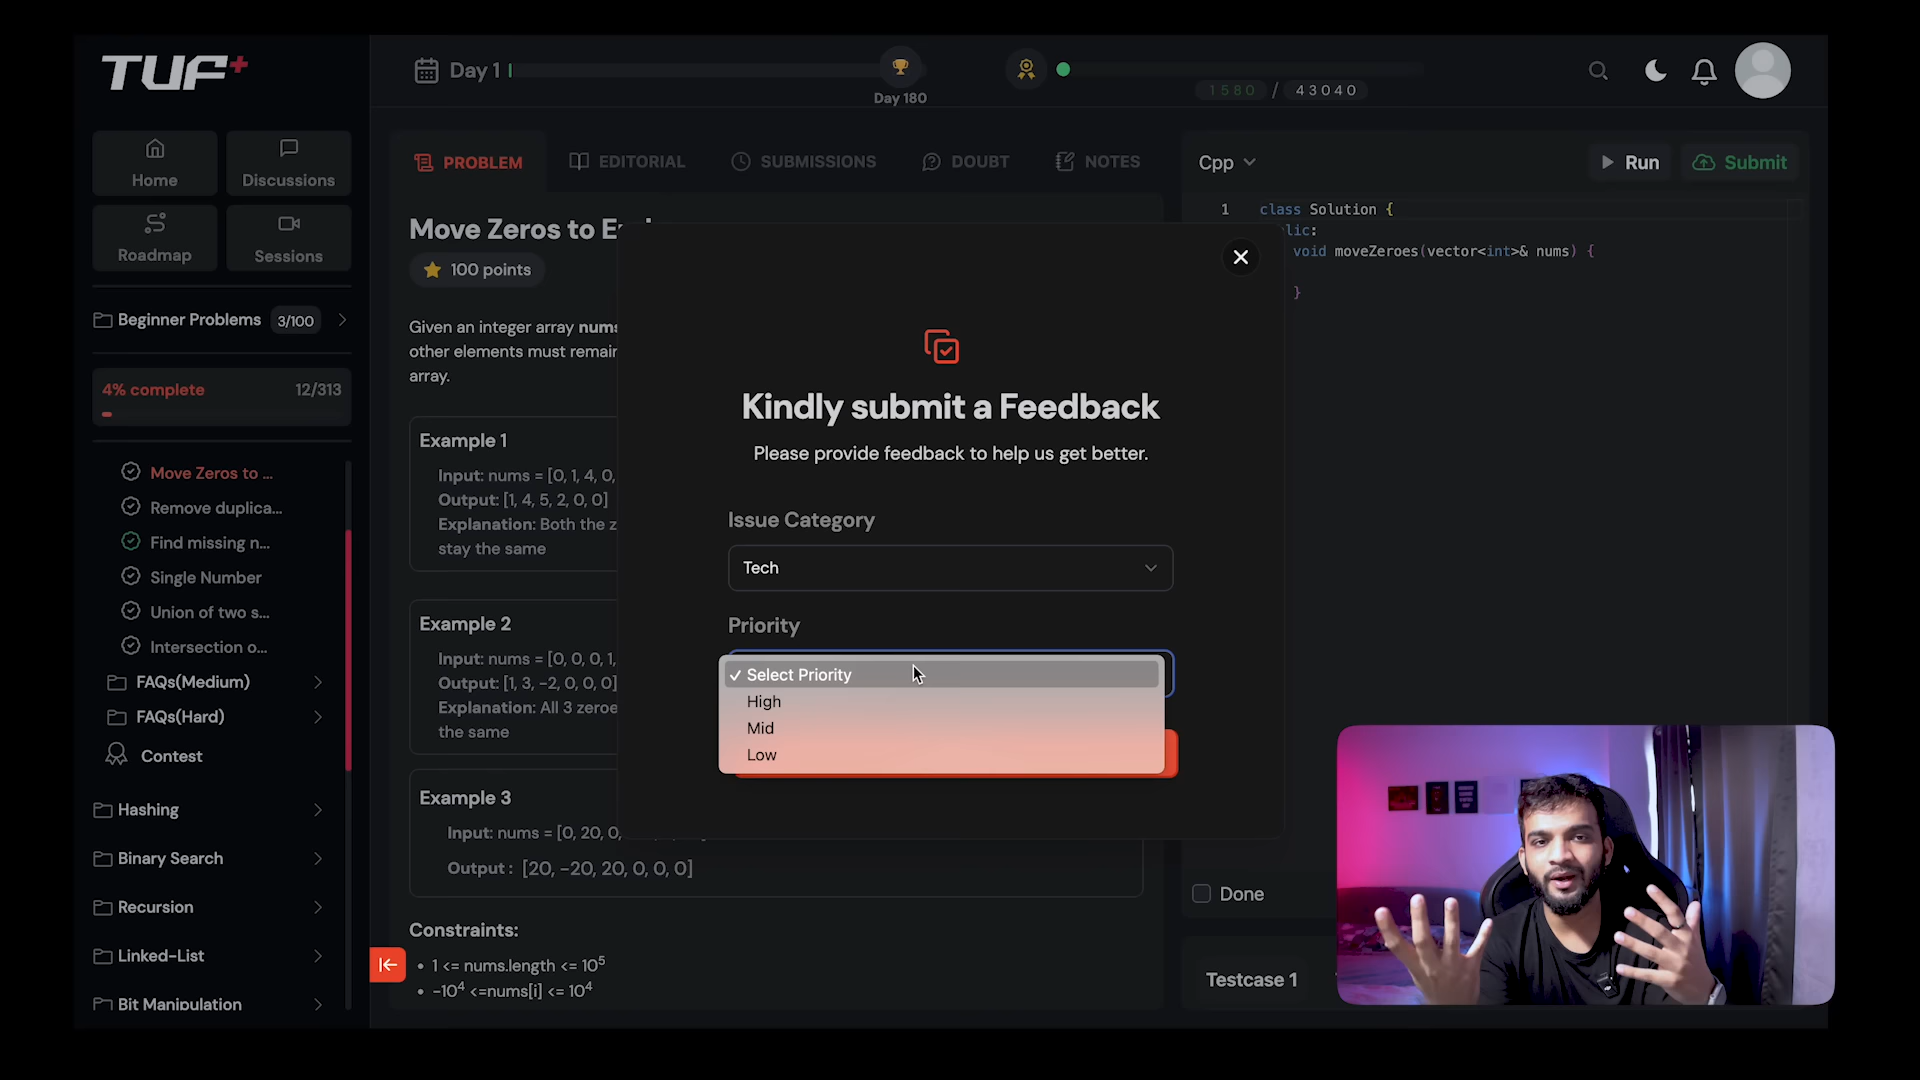 TUF+
Day 1
Day 180
1580 / 43040
Home
Discussions
Roadmap
Sessions
Beginner Problems 3/100
4% complete 12/313
Move Zeros to ...
Remove duplica...
Find missing n...
Single Number
Union of two s...
Intersection o...
FAQs(Medium)
FAQs(Hard)
Contest
Hashing
Binary Search
Recursion
Linked-List
Bit Manipulation
PROBLEM
EDITORIAL
SUBMISSIONS
DOUBT
NOTES
Move Zeros to
100 points
Given an integer array nums
other elements must remain
array.
Example 1
Input: nums = [0, 1, 4, 0,
Output: [1, 4, 5, 2, 0, 0]
Explanation: Both the z
stay the same
Example 2
Input: nums = [0, 0, 0, 1,
Output: [1, 3, -2, 0, 0, 0]
Explanation: All 3 zeroe
the same
Example 3
Input: nums = [0, 20, 0,
Output : [20, -20, 20, 0, 0, 0]
Constraints:
• 1 <= nums.length <= 10⁵
• -10⁴ <=nums[i] <= 10⁴
Kindly submit a Feedback
Please provide feedback to help us get better.
Issue Category
Tech
Priority
✓ Select Priority
High
Mid
Low
Cpp
Run
Submit
1 class Solution {
lic:
void moveZeroes(vector<int>& nums) {
}
Done
Testcase 1